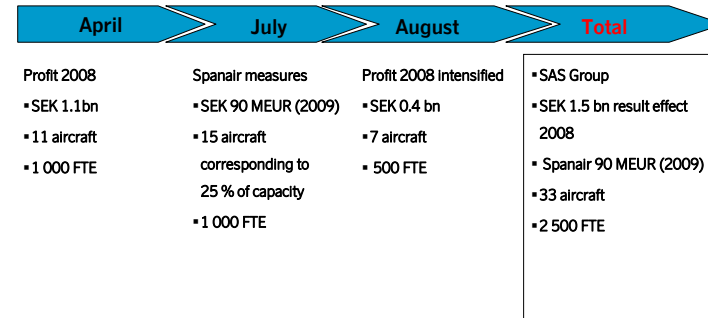 April
July
August
Total
Profit 2008
▪SEK 1.1bn
▪11 aircraft
▪1 000 FTE
Spanair measures
▪SEK 90 MEUR (2009)
▪15 aircraft
corresponding to
25 % of capacity
▪1 000 FTE
Profit 2008 intensified
▪SEK 0.4 bn
▪7 aircraft
▪ 500 FTE
▪SAS Group
▪SEK 1.5 bn result effect
2008
▪ Spanair 90 MEUR (2009)
▪33 aircraft
▪2 500 FTE